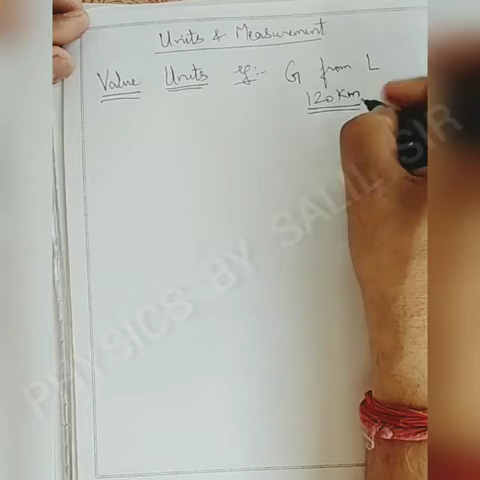 Units & Measurement
Value Units eg:- G from L
120 Km
PHYSICS BY SALIL SIR